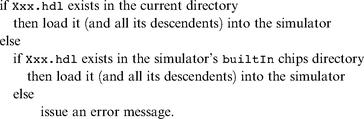 if Xxx.hdl exists in the current directory
then load it (and all its descendents) into the simulator
else
if Xxx.hdl exists in the simulator's builtIn chips directory
then load it (and all its descendents) into the simulator
else
issue an error message.